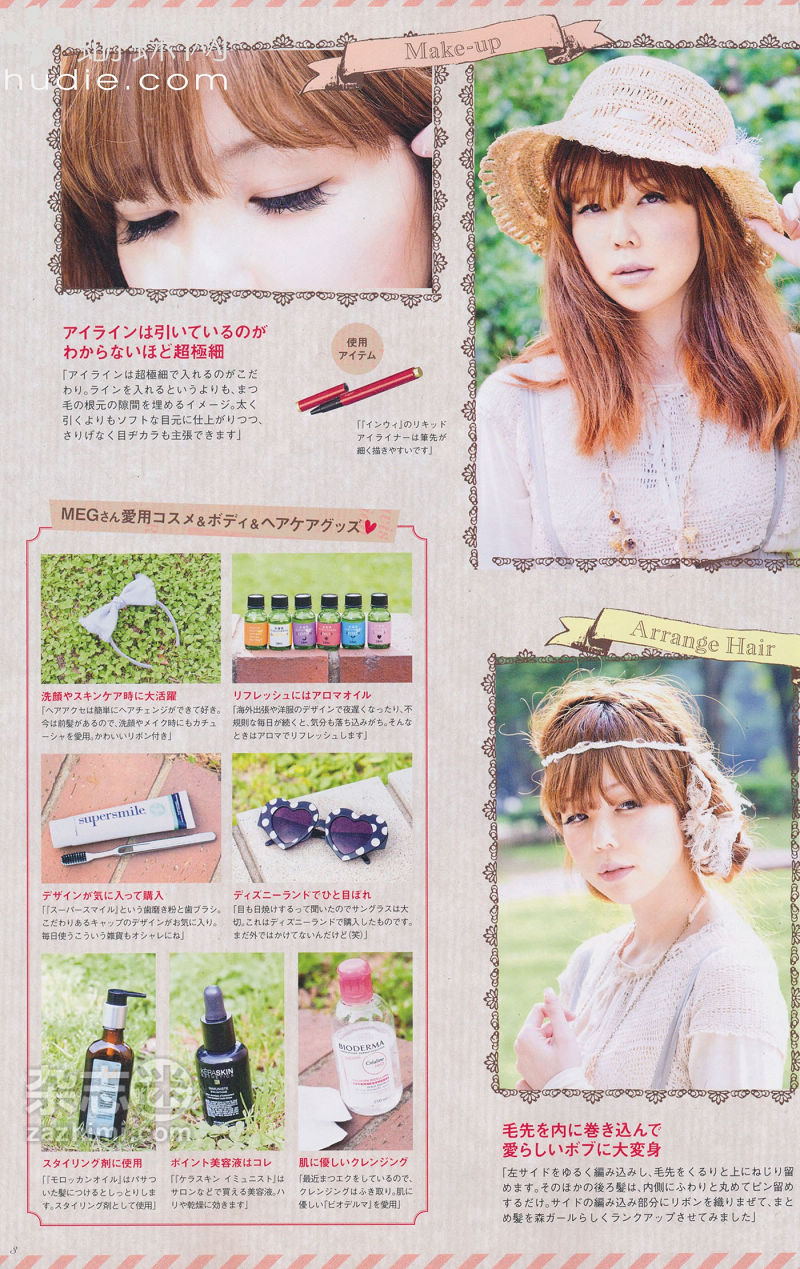 Make-up
hudie.com
アイラインは引いているのが
わからないほど超極細
「アイラインは超極細で入れるのがこだ
わり。ラインを入れるというよりも、まつ
毛の根元の隙間を埋めるイメージ。太く
引くよりもソフトな目元に仕上がりつつ、
さりげなく目ヂカラも主張できます」
使用
アイテム
「『インウィ』のリキッド
アイライナーは筆先が
細く描きやすいです」
MEGさん愛用コスメ&ボディ&ヘアケアグッズ
洗顔やスキンケア時に大活躍
「ヘアアクセは簡単にヘアチェンジができて好き。
今は前髪があるので、洗顔やメイク時にもカチュ
ーシャを愛用。かわいいリボン付き」
リフレッシュにはアロマオイル
「海外出張や洋服のデザインで夜遅くなったり、不
規則な毎日が続くと、気分も落ち込みがち。そんな
ときはアロマでリフレッシュします」
supersmile
デザインが気に入って購入
「『スーパースマイル』という歯磨き粉と歯ブラシ。
こだわりあるキャップのデザインがお気に入り。
毎日使うこういう雑貨もオシャレにね」
ディズニーランドでひと目ぼれ
「目も日焼けするって聞いたのでサングラスは大
切。これはディズニーランドで購入したものです。
まだ外ではかけてないんだけど(笑)」
KERASKIN
BIODERMA
杂志迷
zazhimi.com
スタイリング剤に使用
「『モロッカンオイル』はパサつ
いた髪につけるとしっとりしま
す。スタイリング剤として使用」
ポイント美容液はコレ
「『ケラスキン イミュニスト』は
サロンなどで買える美容液。ハ
リや乾燥に効きます」
肌に優しいクレンジング
「最近まつエクをしているので、
クレンジングはふき取り。肌に
優しい『ビオデルマ』を愛用」
Arrange Hair
毛先を内に巻き込んで
愛らしいボブに大変身
「左サイドをゆるく編み込みし、毛先をくるりと上にねじり留
めます。そのほかの後ろ髪は、内側にふわりと丸めてピン留め
するだけ。サイドの編み込み部分にリボンを織りまぜて、まと
め髪を森ガールらしくランクアップさせてみました」
3